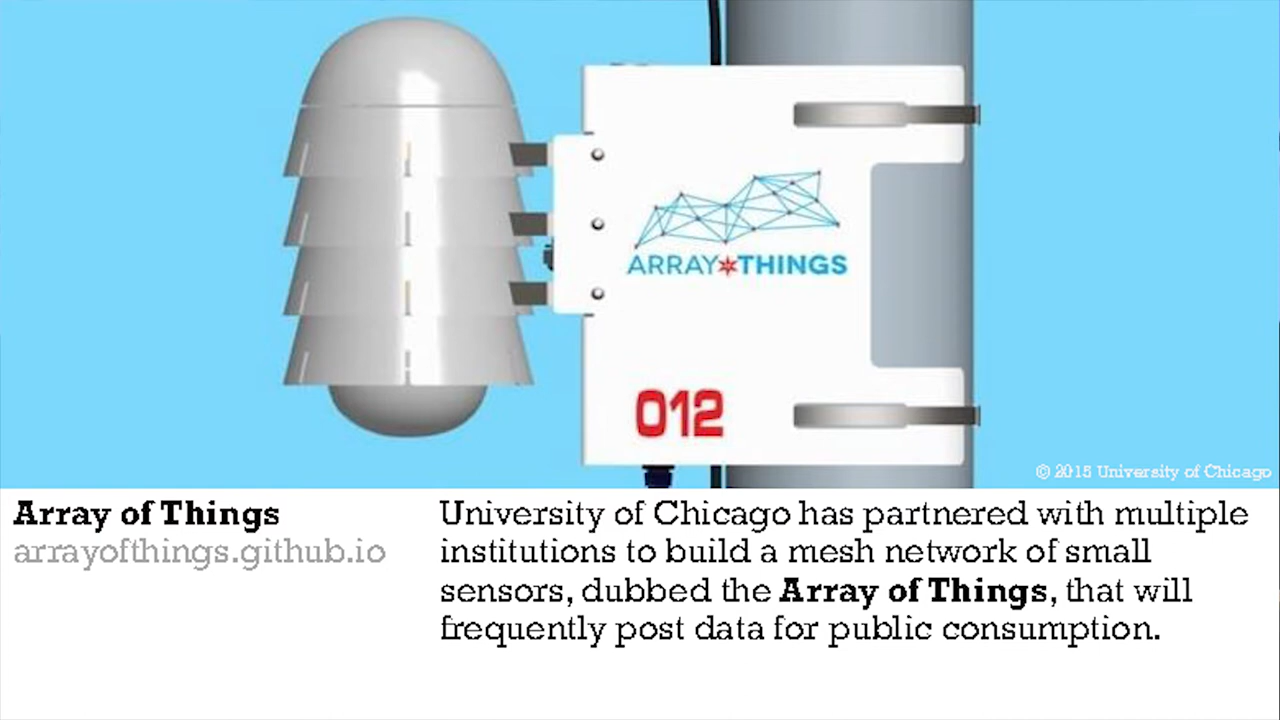 ARRAY✶THINGS
012
© 2015 University of Chicago
Array of Things
arrayofthings.github.io
University of Chicago has partnered with multiple
institutions to build a mesh network of small
sensors, dubbed the Array of Things, that will
frequently post data for public consumption.